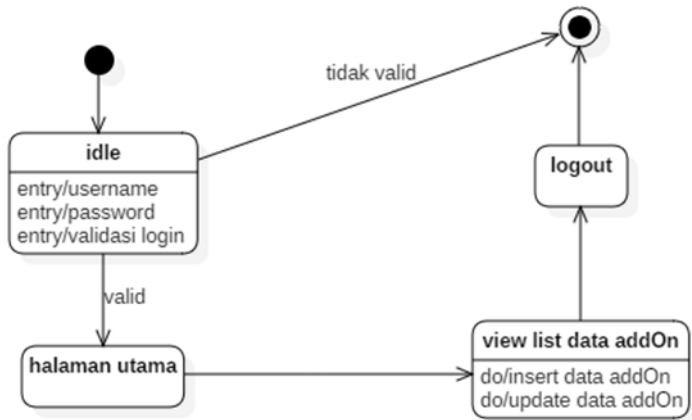 tidak valid
idle
entry/username
entry/password
entry/validasi login
logout
valid
halaman utama
view list data addOn
do/insert data addOn
do/update data addOn